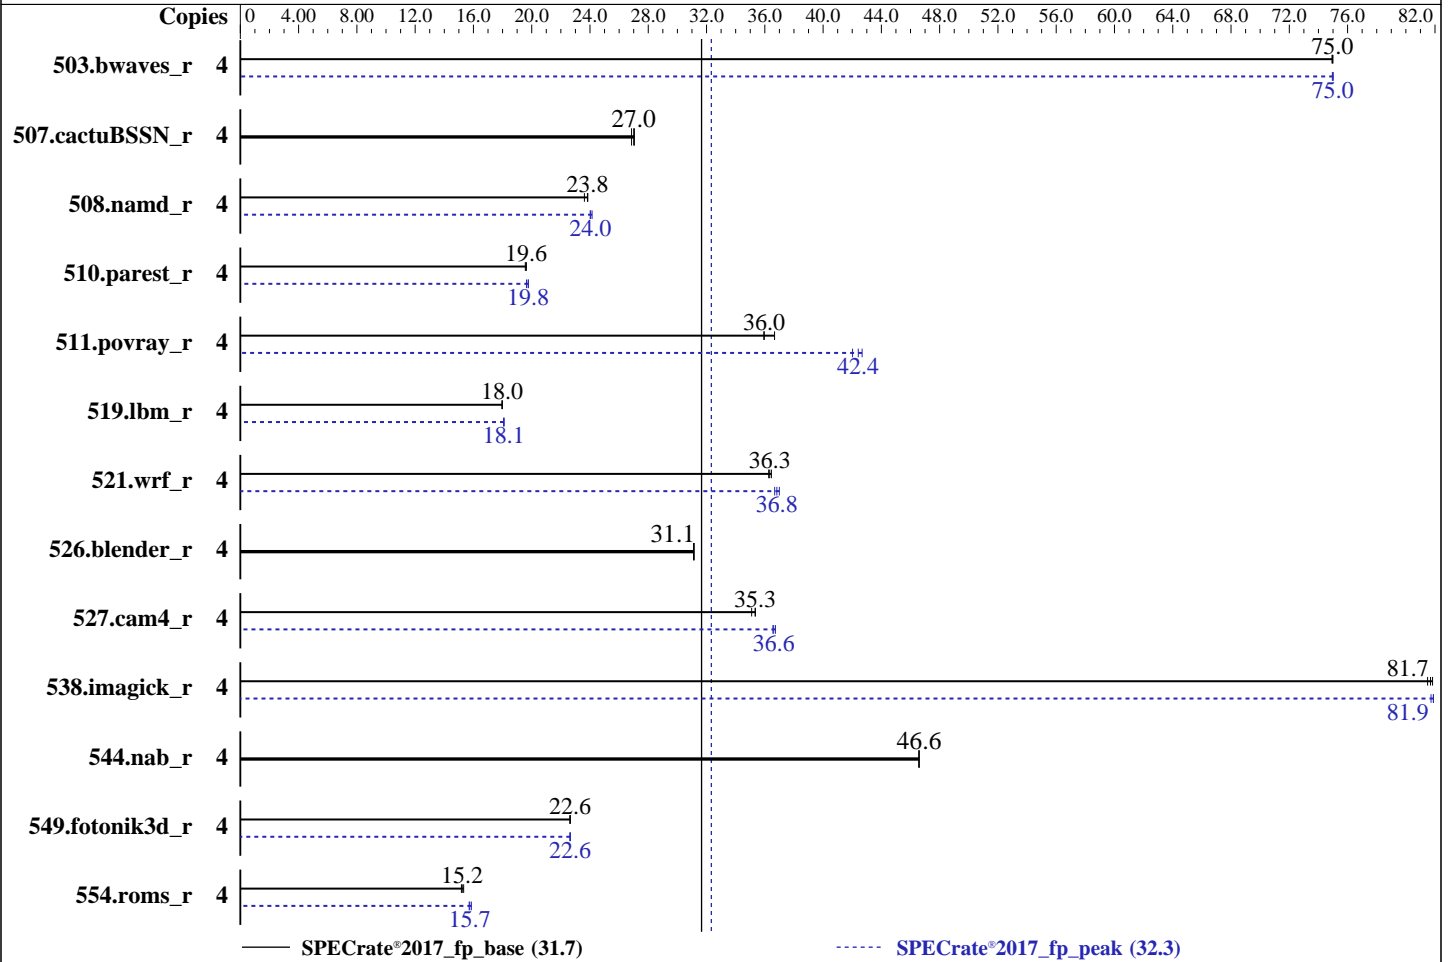 Copies 0 4.00 8.00 12.0 16.0 20.0 24.0 28.0 32.0 36.0 40.0 44.0 48.0 52.0 56.0 60.0 64.0 68.0 72.0 76.0 82.0
75.0
503.bwaves_r 4
75.0
27.0
507.cactuBSSN_r 4
23.8
508.namd_r 4
24.0
19.6
510.parest_r 4
19.8
36.0
511.povray_r 4
42.4
18.0
519.lbm_r 4
18.1
36.3
521.wrf_r 4
36.8
31.1
526.blender_r 4
35.3
527.cam4_r 4
36.6
81.7
538.imagick_r 4
81.9
46.6
544.nab_r 4
22.6
549.fotonik3d_r 4
22.6
15.2
554.roms_r 4
15.7
SPECrate®2017_fp_base (31.7) SPECrate®2017_fp_peak (32.3)